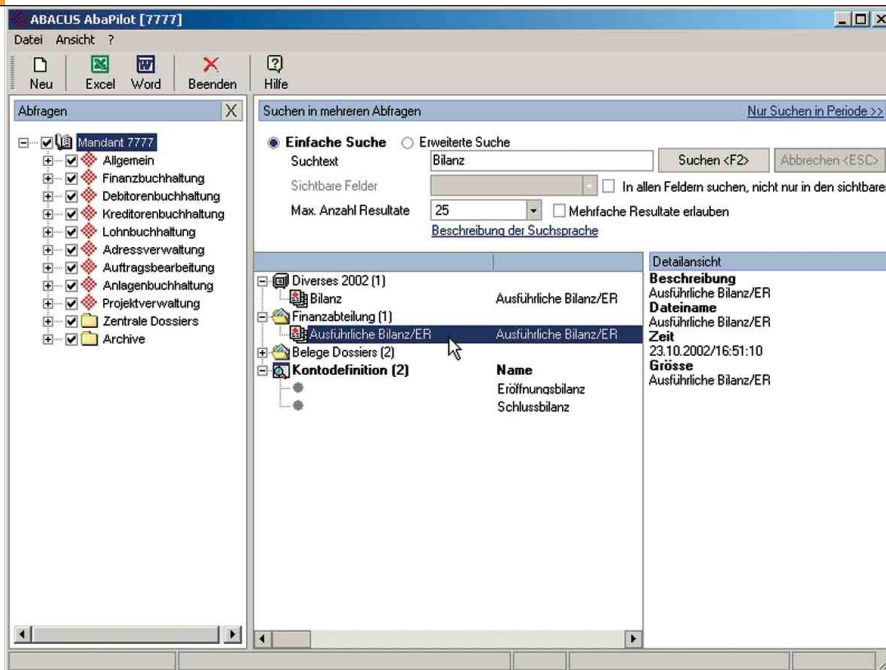 ABACUS AbaPilot [7777]
Datei Ansicht ?
Neu Excel Word Beenden Hilfe
Abfragen
Mandant 7777
Allgemein
Finanzbuchhaltung
Debitorenbuchhaltung
Kreditorenbuchhaltung
Lohnbuchhaltung
Adressverwaltung
Auftragsbearbeitung
Anlagenbuchhaltung
Projektverwaltung
Zentrale Dossiers
Archive
Suchen in mehreren Abfragen Nur Suchen in Periode >>
Einfache Suche Erweiterte Suche
Suchtext Bilanz Suchen <F2> Abbrechen <ESC>
Sichtbare Felder In allen Feldern suchen, nicht nur in den sichtbaren
Max. Anzahl Resultate 25 Mehrfache Resultate erlauben
Beschreibung der Suchsprache
Diverses 2002 (1)
Bilanz Ausführliche Bilanz/ER
Finanzabteilung (1)
Ausführliche Bilanz/ER Ausführliche Bilanz/ER
Belege Dossiers (2)
Kontodefinition (2) Name
Eröffnungsbilanz
Schlussbilanz
Detailansicht
Beschreibung
Ausführliche Bilanz/ER
Dateiname
Ausführliche Bilanz/ER
Zeit
23.10.2002/16:51:10
Grösse
Ausführliche Bilanz/ER